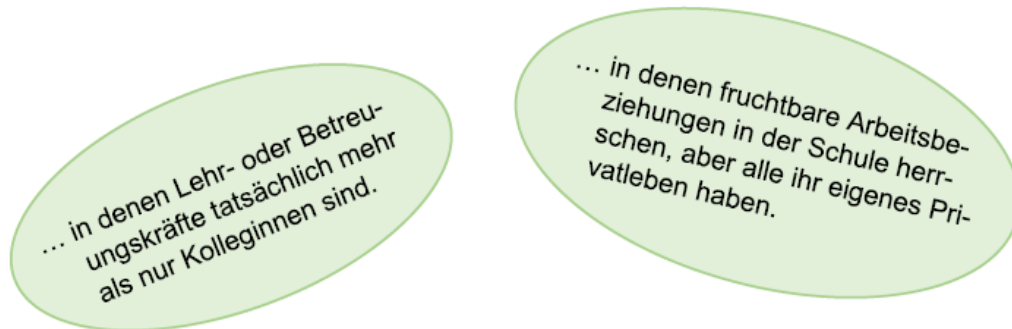 … in denen Lehr- oder Betreu-
ungskräfte tatsächlich mehr
als nur Kolleginnen sind.
… in denen fruchtbare Arbeitsbe-
ziehungen in der Schule herr-
schen, aber alle ihr eigenes Pri-
vatleben haben.